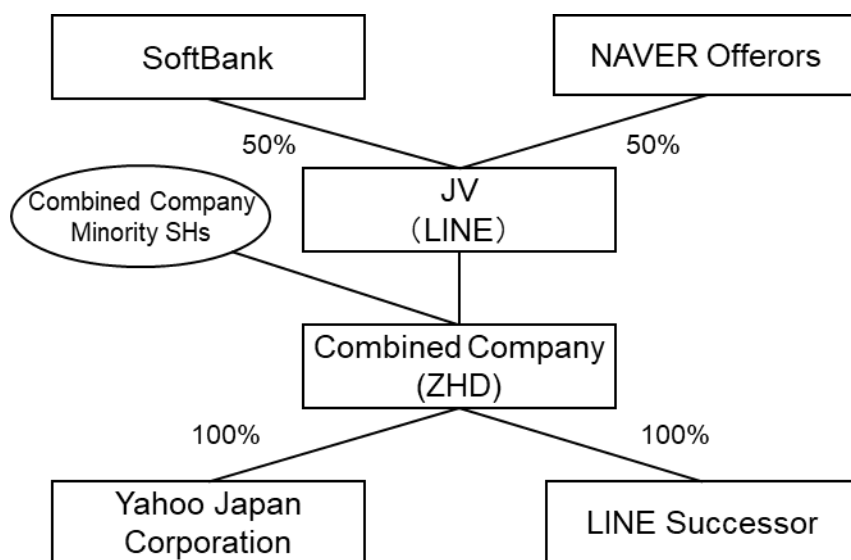 SoftBank
NAVER Offerors
50%
50%
Combined Company
Minority SHs
JV
（LINE）
Combined Company
(ZHD)
100%
100%
Yahoo Japan
Corporation
LINE Successor